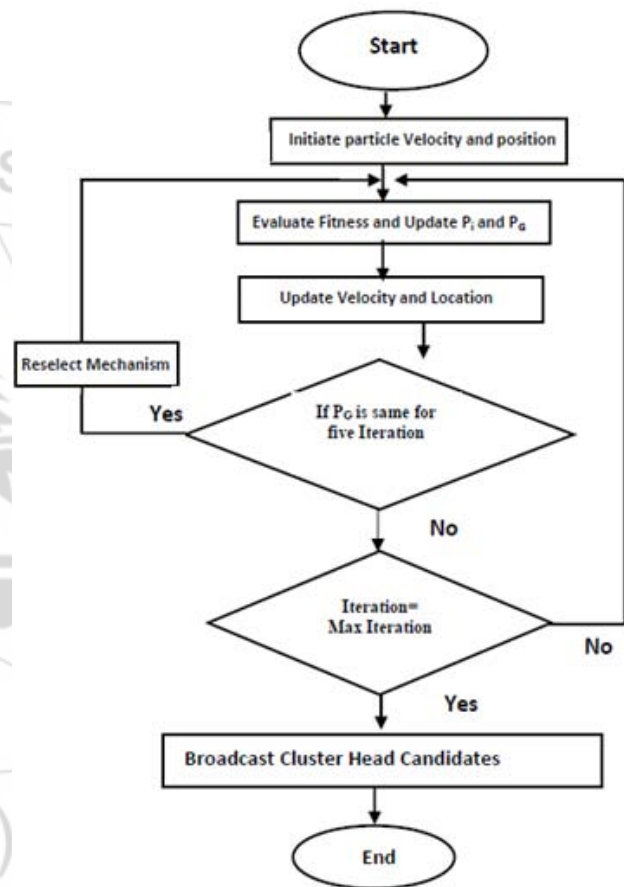 Start
Initiate particle Velocity and position
Evaluate Fitness and Update Pi and PG
Update Velocity and Location
Reselect Mechanism
Yes
If PG is same for
five Iteration
No
Iteration=
Max Iteration
No
Yes
Broadcast Cluster Head Candidates
End